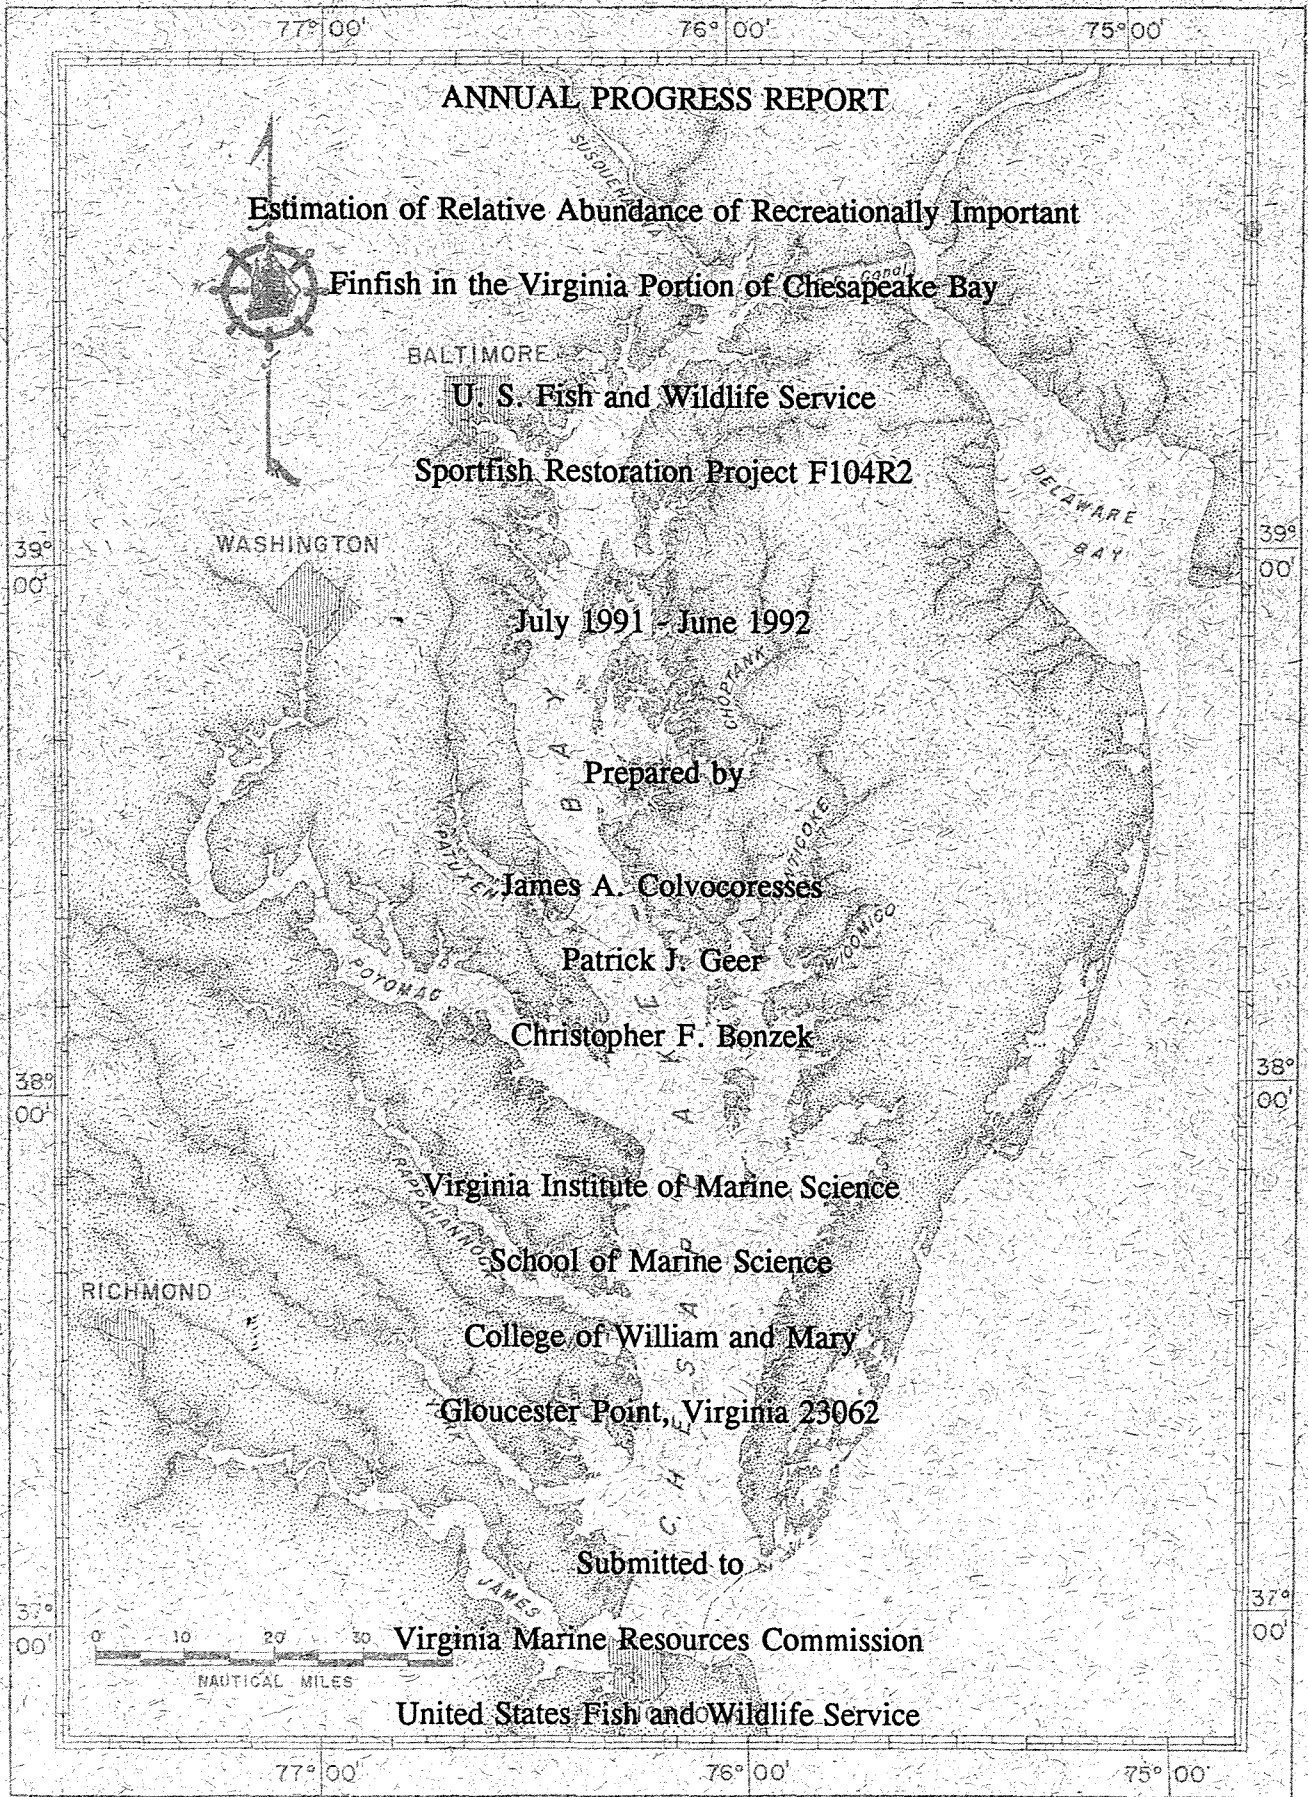 77° 00' 76° 00' 75° 00'
ANNUAL PROGRESS REPORT
SUSQUEHANNA
Estimation of Relative Abundance of Recreationally Important
Finfish in the Virginia Portion of Chesapeake Bay
Canal
BALTIMORE
U. S. Fish and Wildlife Service
Sportfish Restoration Project F104R2
DELAWARE
BAY
WASHINGTON
39° 00' 39° 00'
July 1991 - June 1992
CHOPTANK
Prepared by
PATUXENT
James A. Colvocoresses
WICOMICO
Patrick J. Geer
POTOMAC
Christopher F. Bonzek
38° 00' 38° 00'
RAPPAHANNOCK
Virginia Institute of Marine Science
School of Marine Science
RICHMOND
College of William and Mary
Gloucester Point, Virginia 23062
CHESAPEAKE BAY
Submitted to
JAMES
37° 00' 37° 00'
0 10 20 30
NAUTICAL MILES
Virginia Marine Resources Commission
United States Fish and Wildlife Service
77° 00' 76° 00' 75° 00'